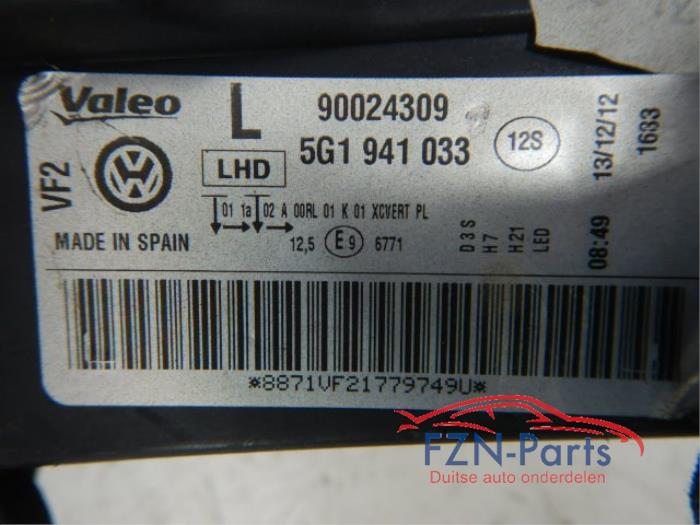 Valeo L 90024309
VF2 LHD 5G1 941 033 12S
01 1a 02 A 00RL 01 K 01 XCVERT PL
MADE IN SPAIN 12,5 E9 6771
D3S
H7
H21
LED
08:49 13/12/12
1683
*8871VF21779749U*
FZN-Parts
Duitse auto onderdelen